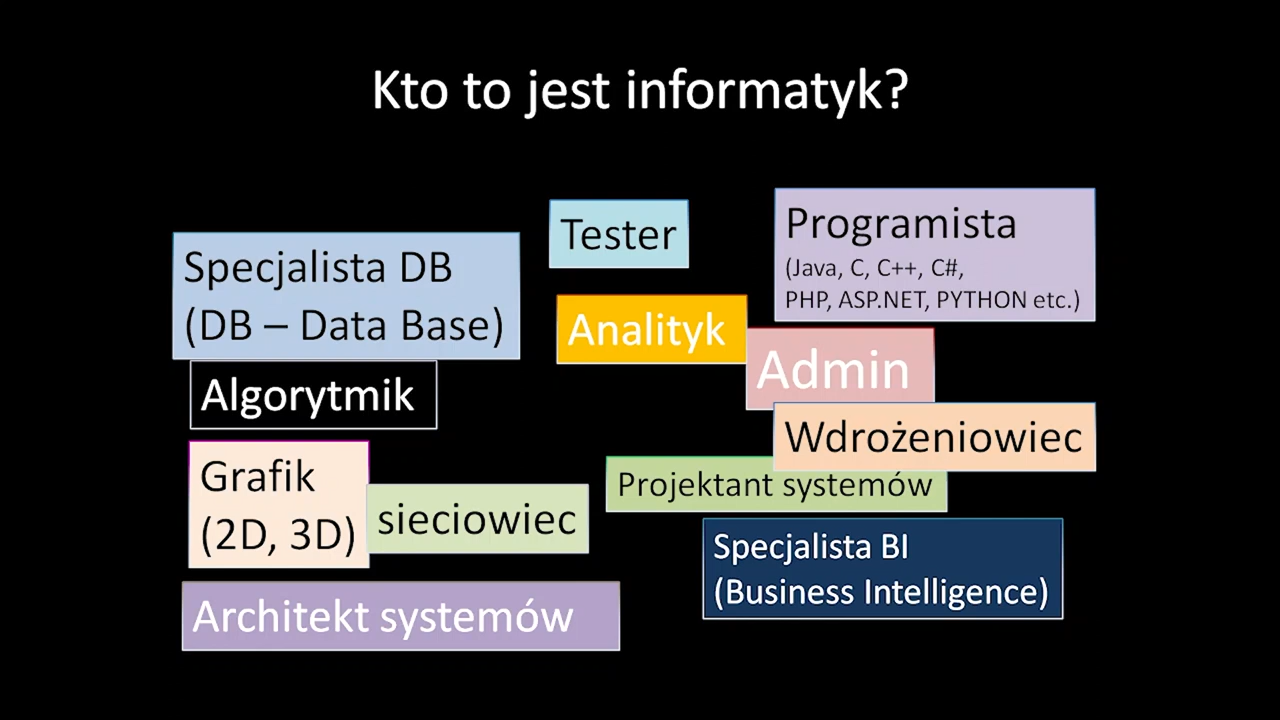 Kto to jest informatyk?
Specjalista DB
(DB – Data Base)
Tester
Programista
(Java, C, C++, C#,
PHP, ASP.NET, PYTHON etc.)
Analityk
Admin
Algorytmik
Wdrożeniowiec
Grafik
(2D, 3D)
sieciowiec
Projektant systemów
Specjalista BI
(Business Intelligence)
Architekt systemów